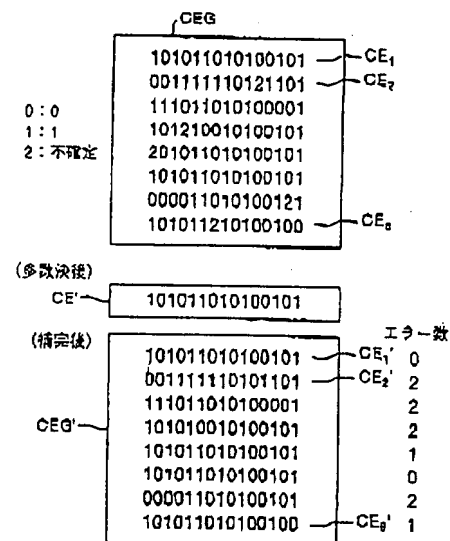 CEG
101011010100101 CE₁
001111110121101 CE₂
111011010100001
101210010100101
201011010100101
101011010100101
000011010100121
101011210100100 CE₈
0:0
1:1
2:不確定
(多数決後)
CE' 101011010100101
(補完後)
エラー数
101011010100101 CE₁' 0
001111110101101 CE₂' 2
111011010100001 2
CEG'
101010010100101 2
101011010100101 1
101011010100101 0
000011010100101 2
101011010100100 CE₈' 1